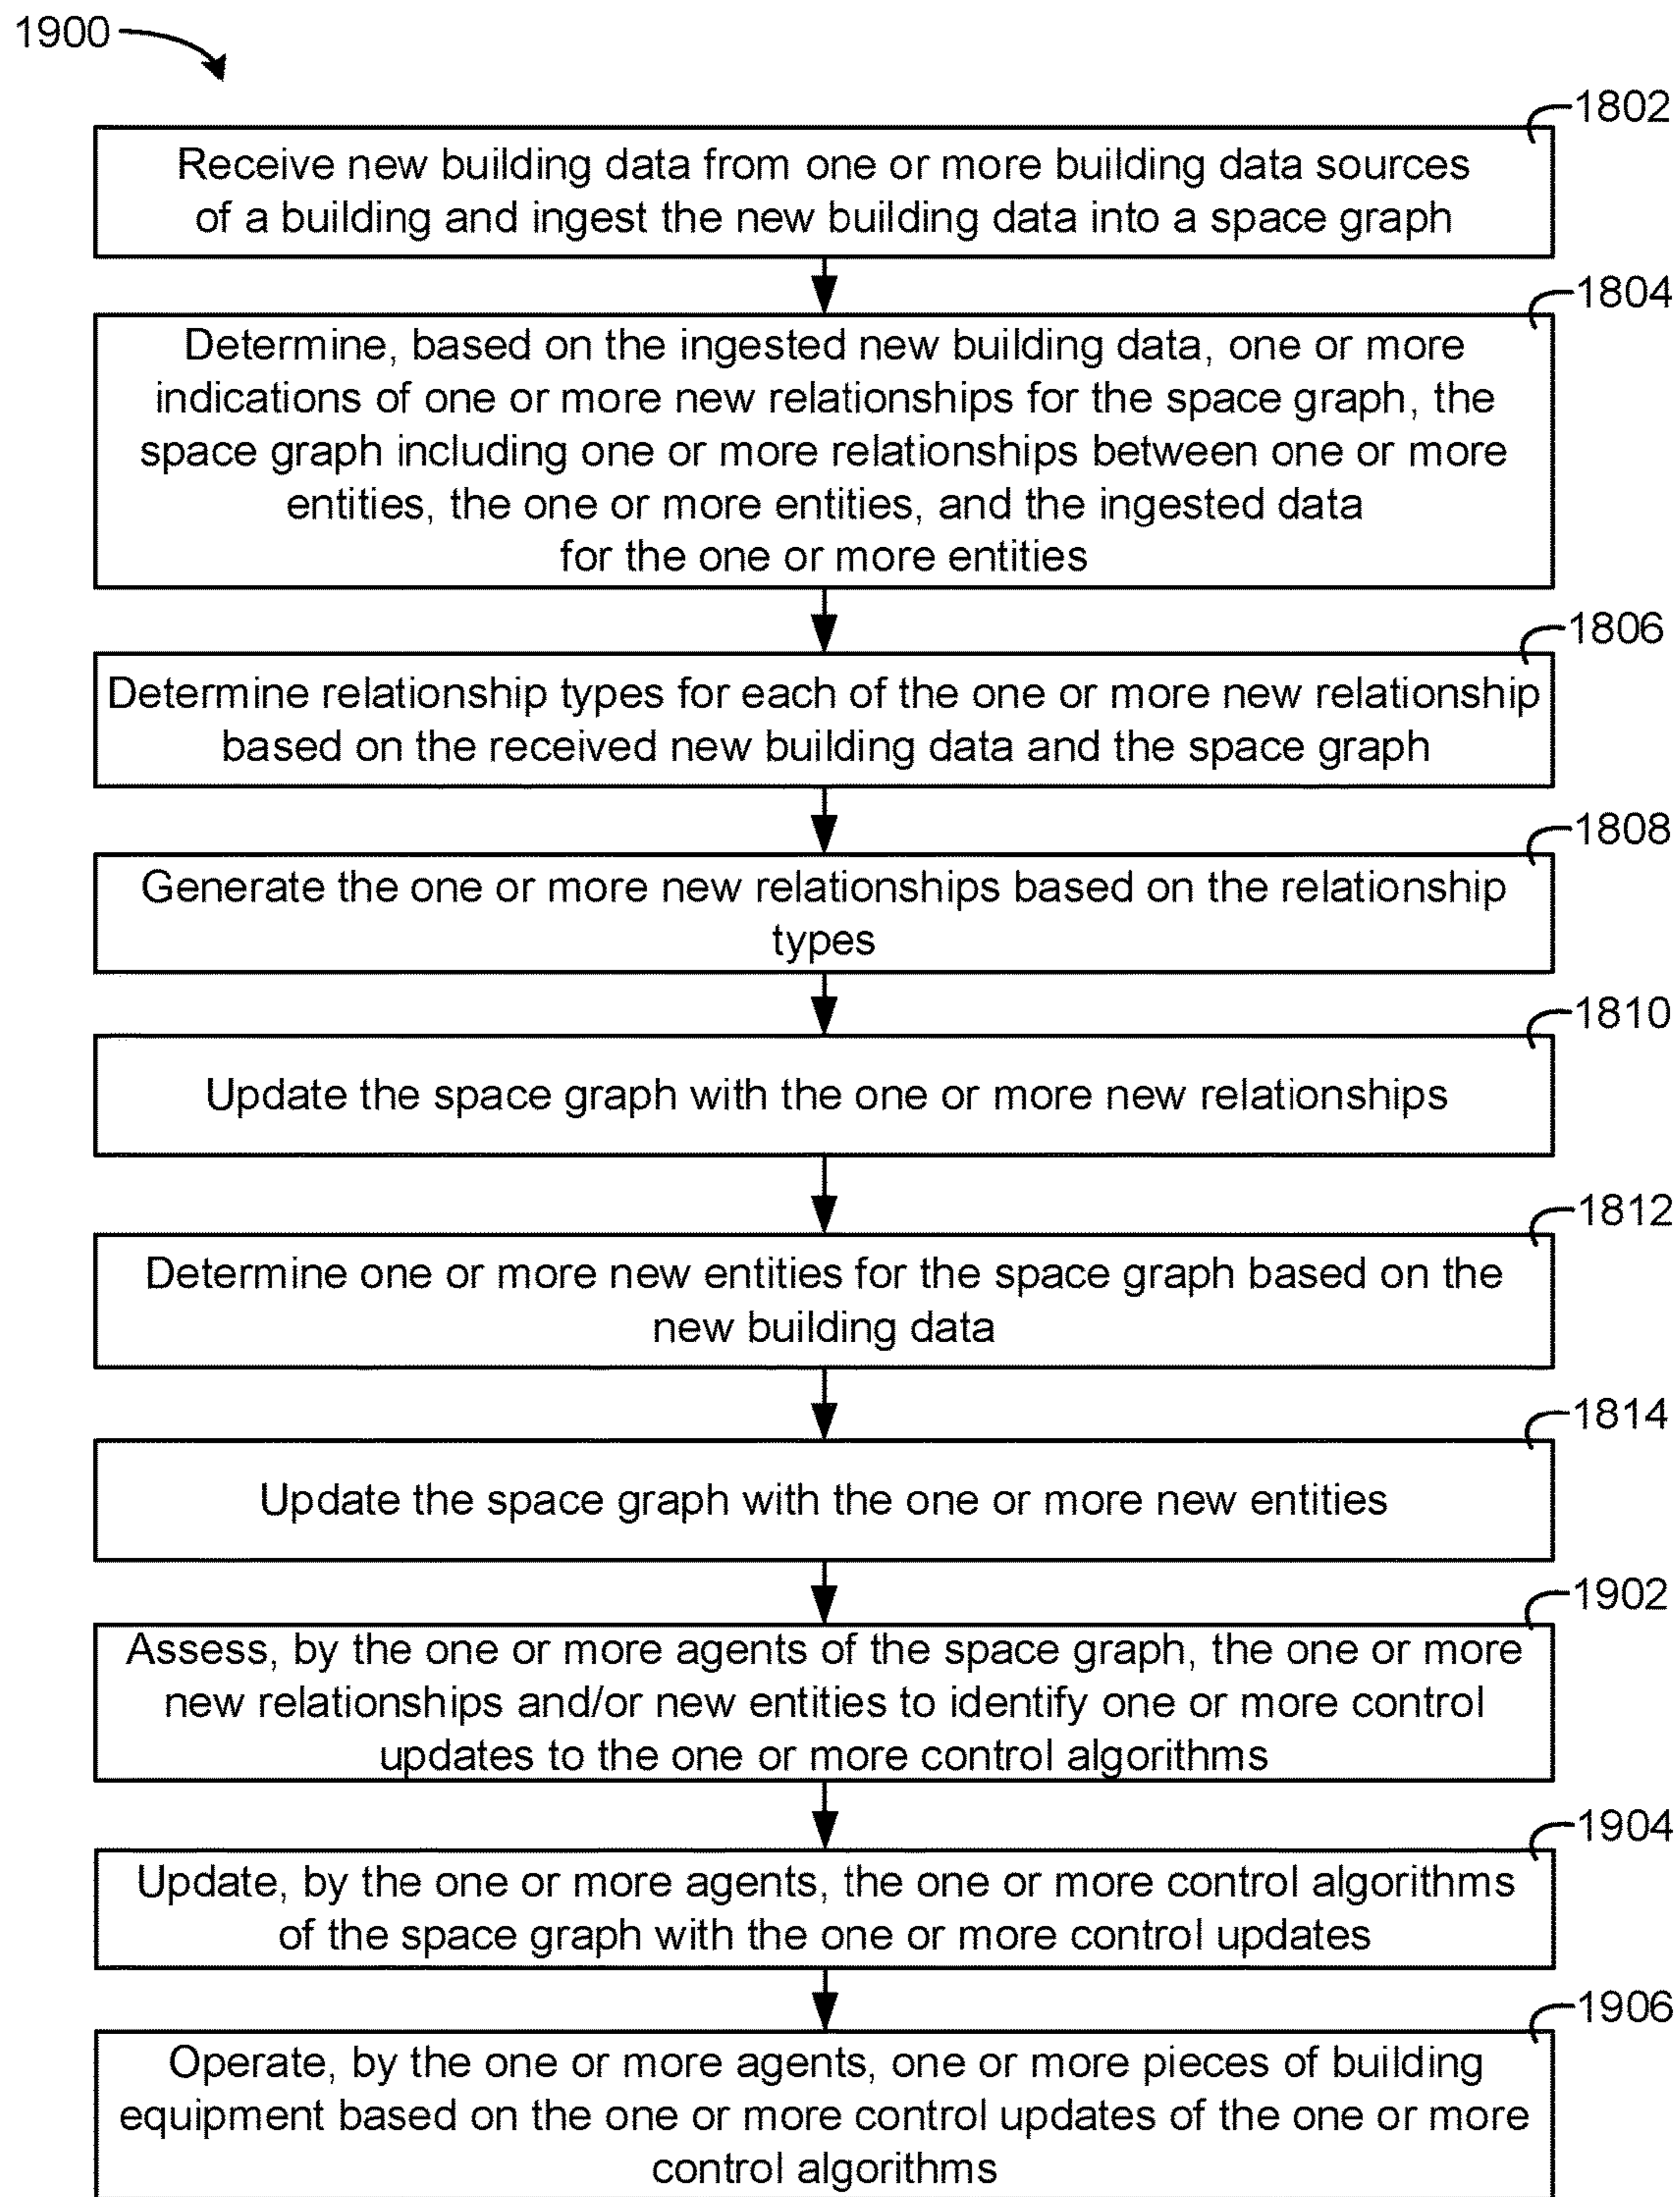 1900
1802
Receive new building data from one or more building data sources
of a building and ingest the new building data into a space graph
1804
Determine, based on the ingested new building data, one or more
indications of one or more new relationships for the space graph, the
space graph including one or more relationships between one or more
entities, the one or more entities, and the ingested data
for the one or more entities
1806
Determine relationship types for each of the one or more new relationship
based on the received new building data and the space graph
1808
Generate the one or more new relationships based on the relationship
types
1810
Update the space graph with the one or more new relationships
1812
Determine one or more new entities for the space graph based on the
new building data
1814
Update the space graph with the one or more new entities
1902
Assess, by the one or more agents of the space graph, the one or more
new relationships and/or new entities to identify one or more control
updates to the one or more control algorithms
1904
Update, by the one or more agents, the one or more control algorithms
of the space graph with the one or more control updates
1906
Operate, by the one or more agents, one or more pieces of building
equipment based on the one or more control updates of the one or more
control algorithms